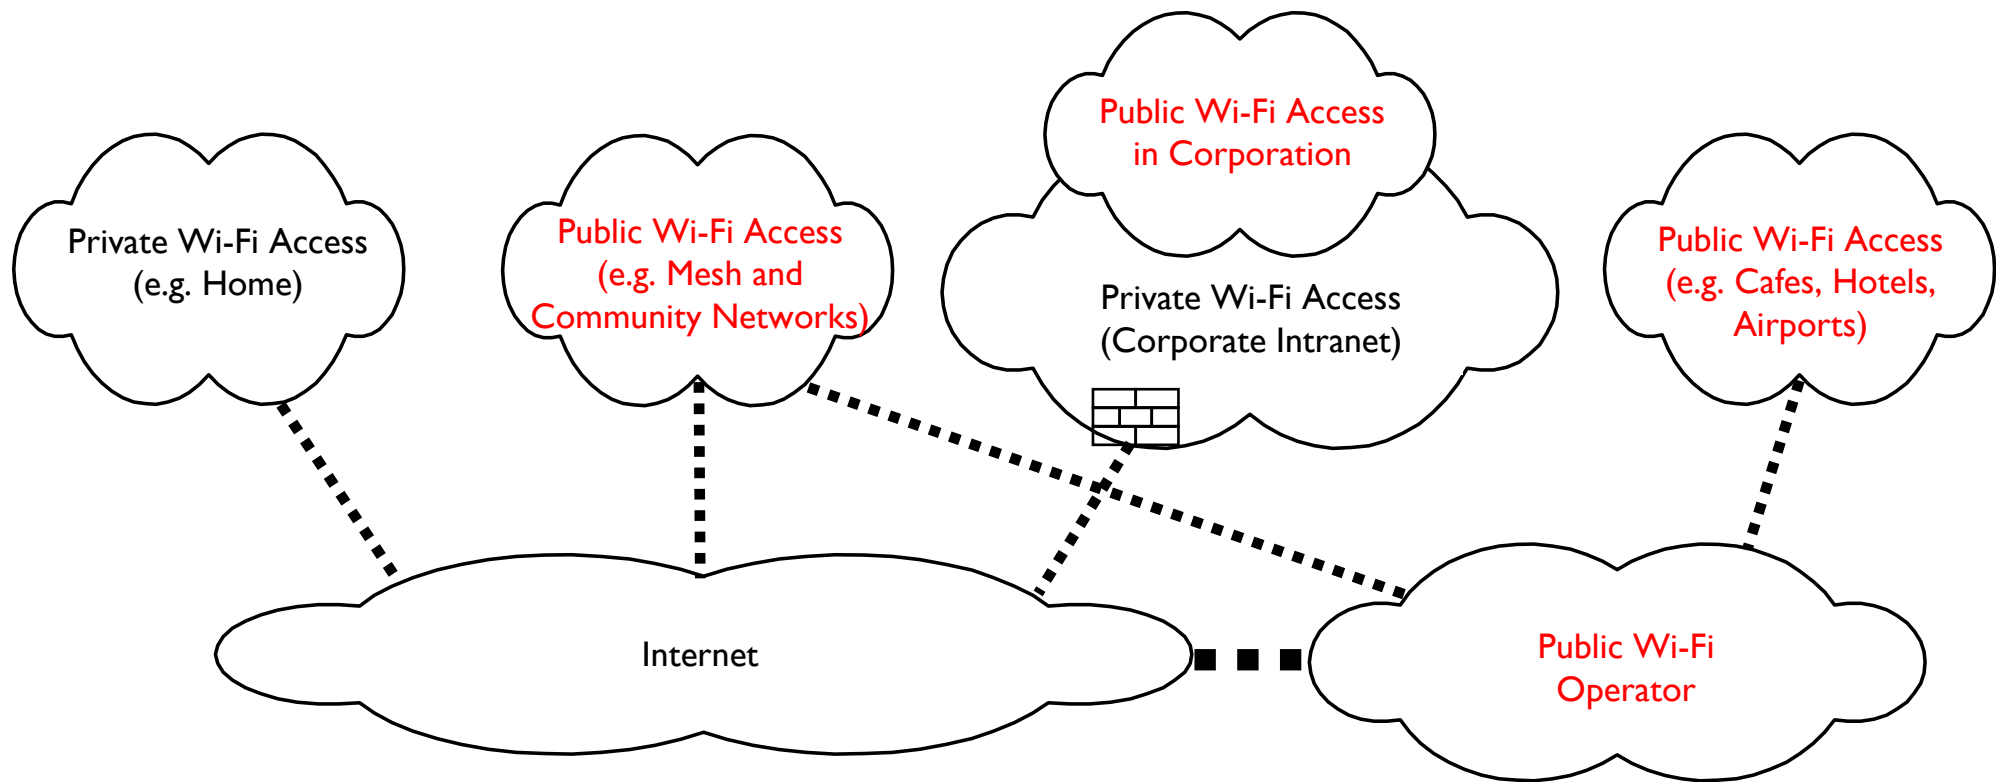 Public Wi-Fi Access
in Corporation
Private Wi-Fi Access
(e.g. Home)
Public Wi-Fi Access
(e.g. Mesh and
Community Networks)
Private Wi-Fi Access
(Corporate Intranet)
Public Wi-Fi Access
(e.g. Cafes, Hotels,
Airports)
Internet
Public Wi-Fi
Operator